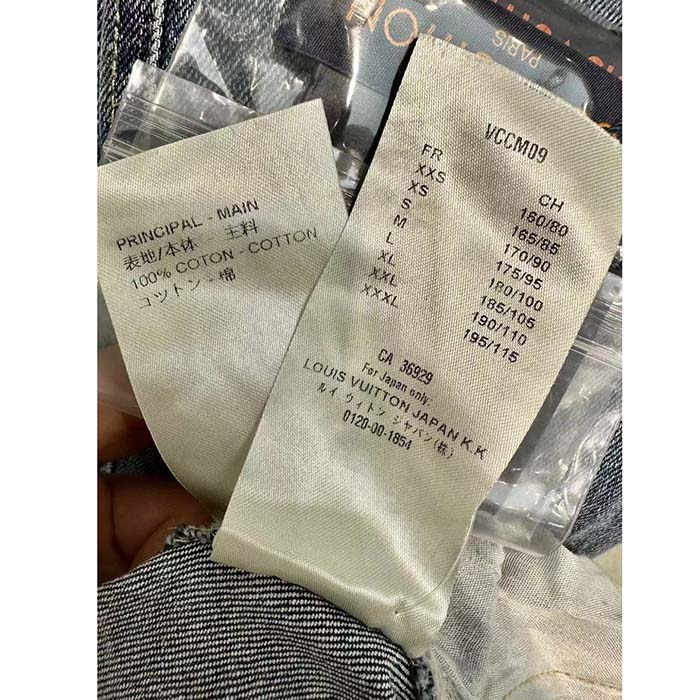 PARIS
PRINCIPAL - MAIN
表地/本体 - 主料
100% COTON - COTTON
コットン - 棉
VCCM09
FR CH
XXS 160/80
XS 165/85
S 170/90
M 175/95
L 180/100
XL 185/105
XXL 190/110
XXXL 195/115
CA 36929
For Japan only:
LOUIS VUITTON JAPAN K.K
ルイ ヴィトン ジャパン(株)
0120-00-1854